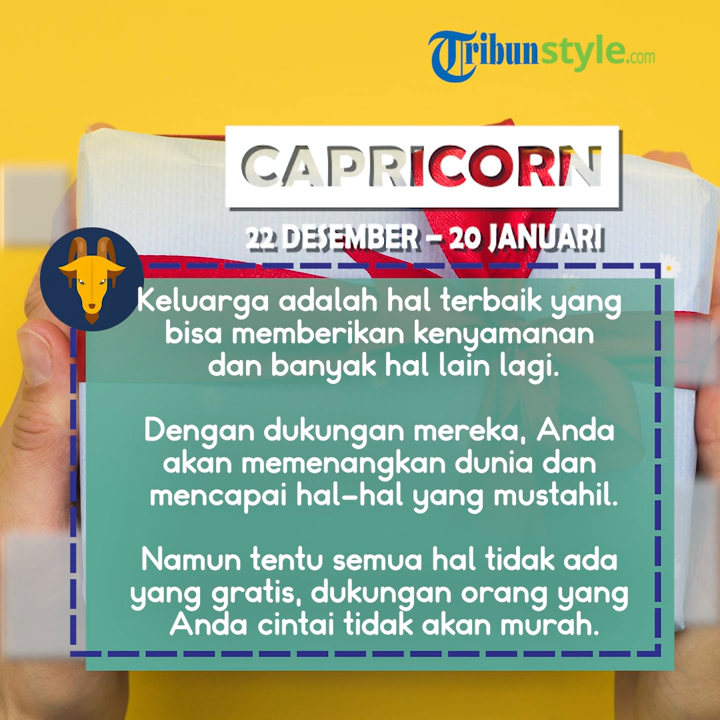 Tribunstyle.com
CAPRICORN
22 DESEMBER – 20 JANUARI
Keluarga adalah hal terbaik yang
bisa memberikan kenyamanan
dan banyak hal lain lagi.
Dengan dukungan mereka, Anda
akan memenangkan dunia dan
mencapai hal-hal yang mustahil.
Namun tentu semua hal tidak ada
yang gratis, dukungan orang yang
Anda cintai tidak akan murah.